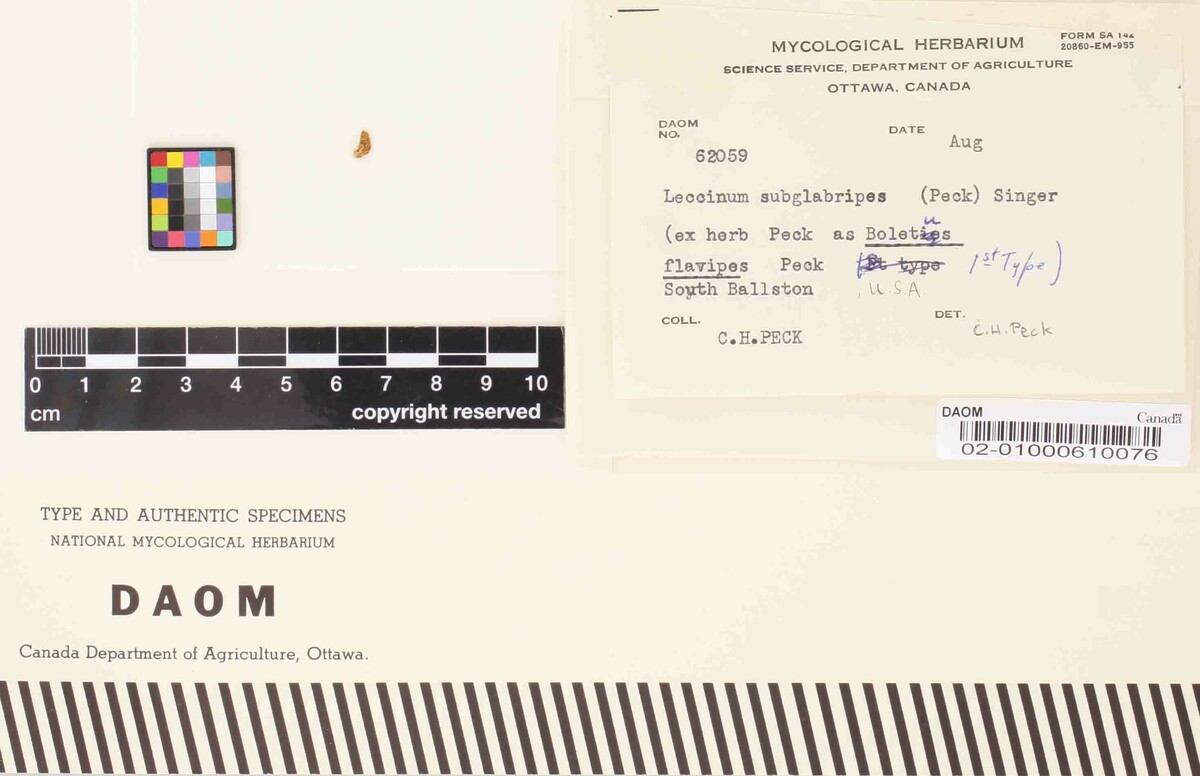 MYCOLOGICAL HERBARIUM
FORM SA 142
20860-EM-955
SCIENCE SERVICE, DEPARTMENT OF AGRICULTURE
OTTAWA, CANADA
DAOM
NO.
62059
DATE
Aug
Leccinum subglabripes (Peck) Singer
(ex herb Peck as Boletus
flavipes Peck 1st Type)
South Ballston , U.S.A.
COLL.
C.H.PECK
DET.
C.H. Peck
DAOM
Canada
02-01000610076
0 1 2 3 4 5 6 7 8 9 10
cm copyright reserved
TYPE AND AUTHENTIC SPECIMENS
NATIONAL MYCOLOGICAL HERBARIUM
DAOM
Canada Department of Agriculture, Ottawa.